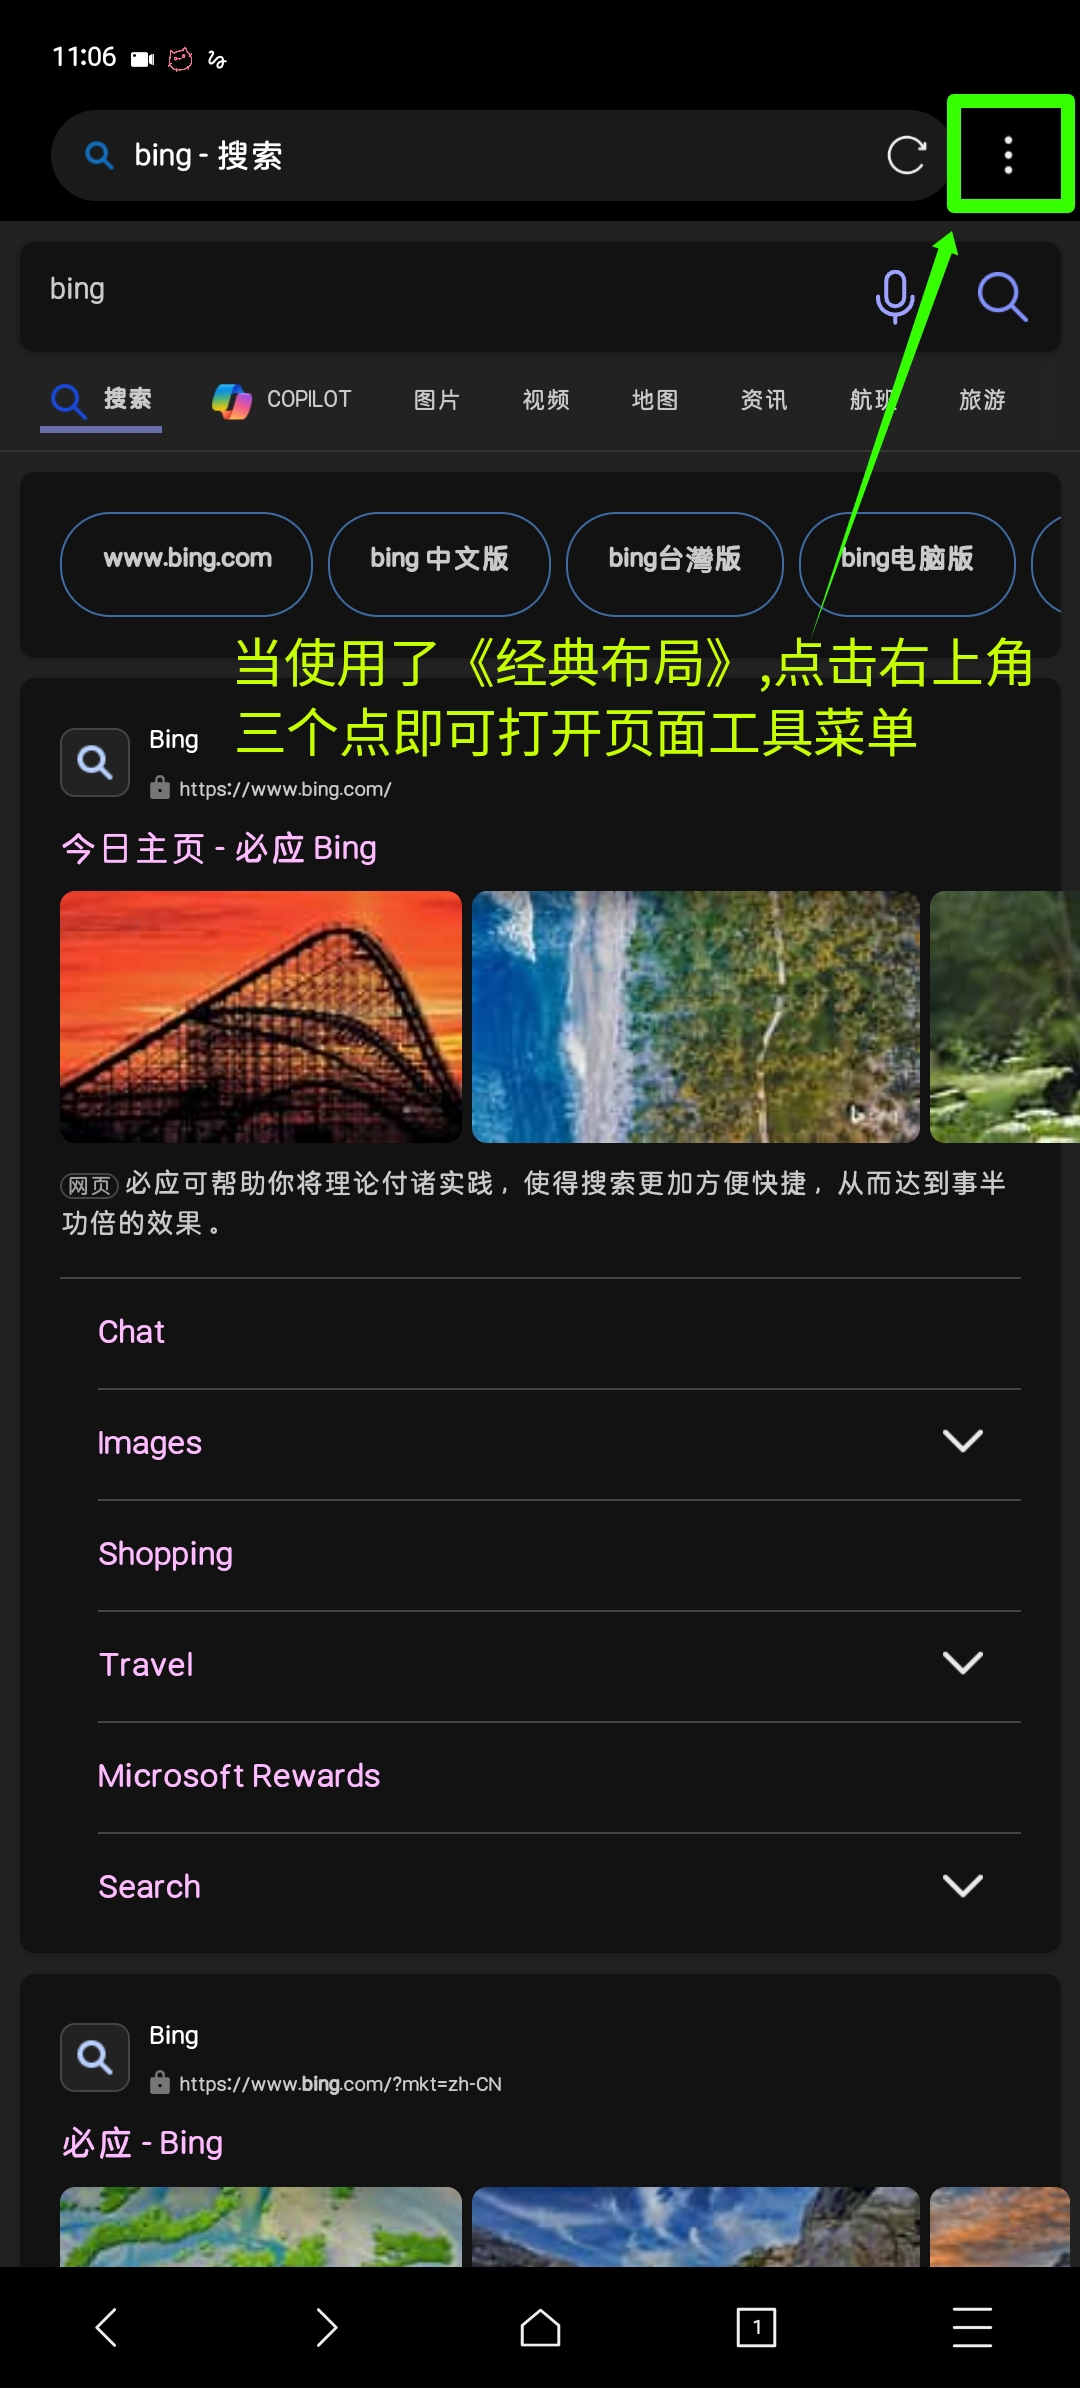 11:06
bing - 搜索
bing
搜索 COPILOT 图片 视频 地图 资讯 航班 旅游
www.bing.com bing 中文版 bing台灣版 bing电脑版
当使用了《经典布局》,点击右上角
三个点即可打开页面工具菜单
Bing
https://www.bing.com/
今日主页 - 必应 Bing
网页 必应可帮助你将理论付诸实践，使得搜索更加方便快捷，从而达到事半
功倍的效果。
Chat
Images
Shopping
Travel
Microsoft Rewards
Search
Bing
https://www.bing.com/?mkt=zh-CN
必应 - Bing
1